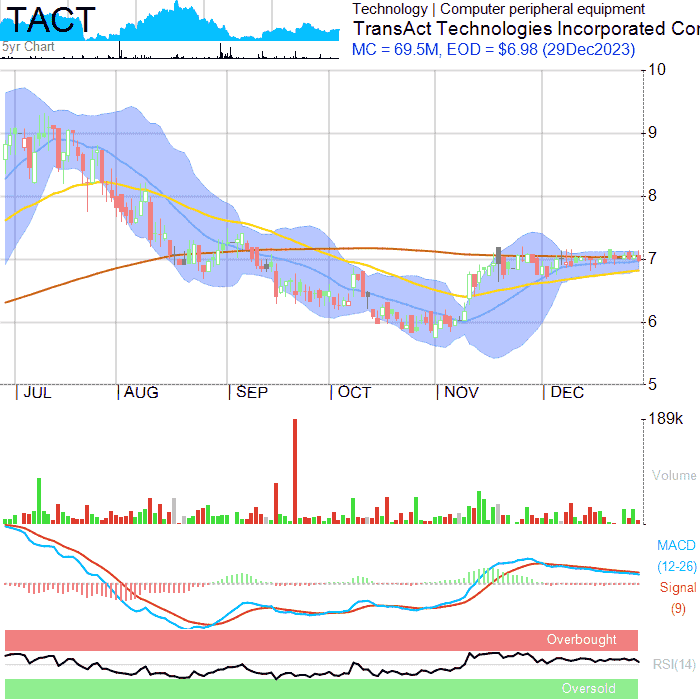 TACT
5yr Chart
Technology | Computer peripheral equipment
TransAct Technologies Incorporated Cor
MC = 69.5M, EOD = $6.98 (29Dec2023)
10
9
8
7
6
5
JUL AUG SEP OCT NOV DEC
189k
Volume
MACD
(12-26)
Signal
(9)
Overbought
RSI(14)
Oversold